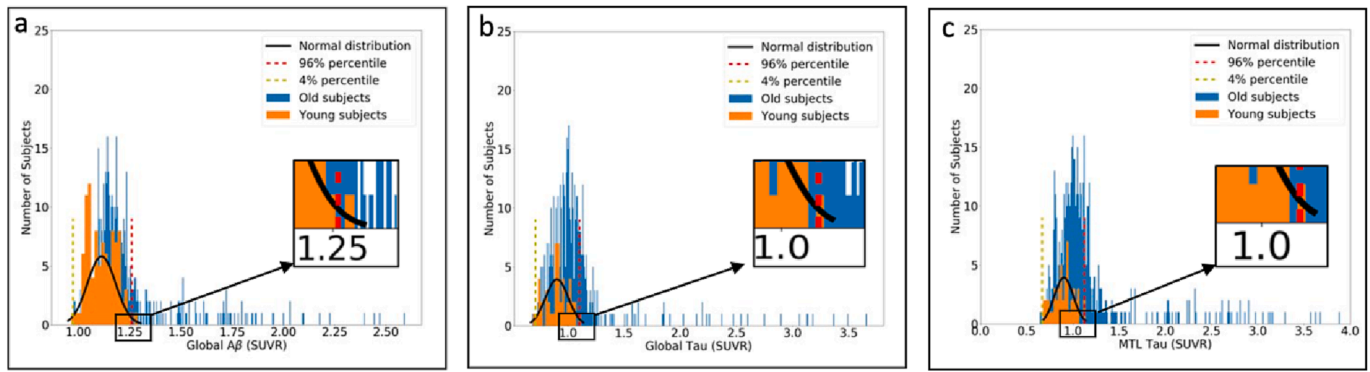 a
25
20
15
10
5
0
Number of Subjects
Normal distribution
96% percentile
4% percentile
Old subjects
Young subjects
1.25
1.00 1.25 1.50 1.75 2.00 2.25 2.50
Global Aβ (SUVR)
b
25
20
15
10
5
0
Number of Subjects
Normal distribution
96% percentile
4% percentile
Old subjects
Young subjects
1.0
1.0 1.5 2.0 2.5 3.0 3.5
Global Tau (SUVR)
c
25
20
15
10
5
0
Number of Subjects
Normal distribution
96% percentile
4% percentile
Old subjects
Young subjects
1.0
0.0 0.5 1.0 1.5 2.0 2.5 3.0 3.5 4.0
MTL Tau (SUVR)